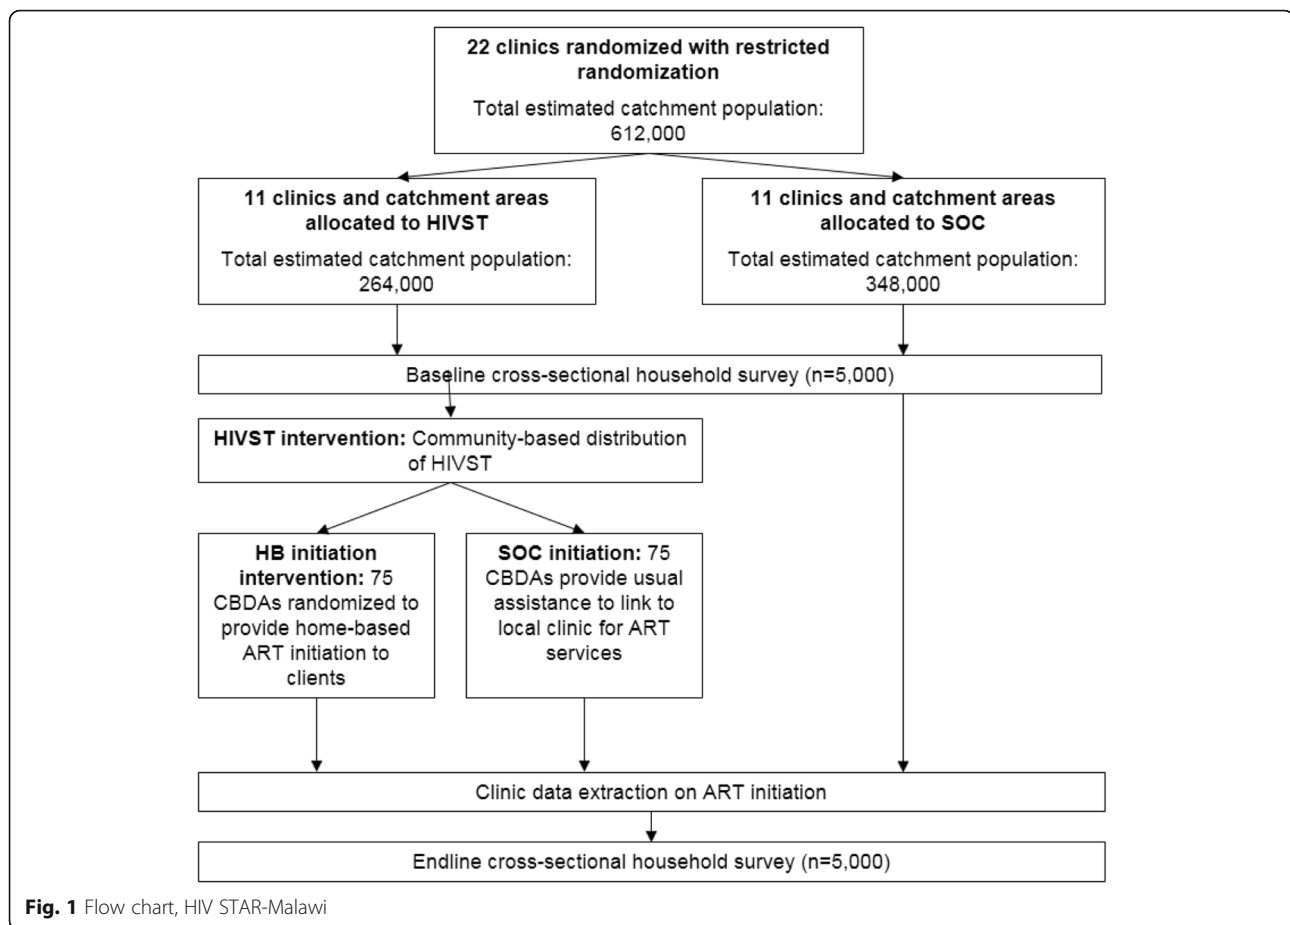 22 clinics randomized with restricted
randomization
Total estimated catchment population:
612,000
11 clinics and catchment areas
allocated to HIVST
Total estimated catchment population:
264,000
11 clinics and catchment areas
allocated to SOC
Total estimated catchment population:
348,000
Baseline cross-sectional household survey (n=5,000)
HIVST intervention: Community-based distribution
of HIVST
HB initiation
intervention: 75
CBDAs randomized to
provide home-based
ART initiation to
clients
SOC initiation: 75
CBDAs provide usual
assistance to link to
local clinic for ART
services
Clinic data extraction on ART initiation
Endline cross-sectional household survey (n=5,000)
Fig. 1 Flow chart, HIV STAR-Malawi